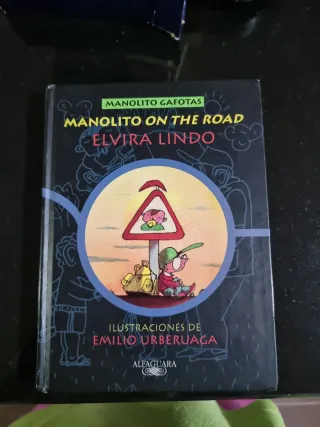 MANOLITO GAFOTAS
MANOLITO ON THE ROAD
ELVIRA LINDO
ILUSTRACIONES DE
EMILIO URBERUAGA
ALFAGUARA